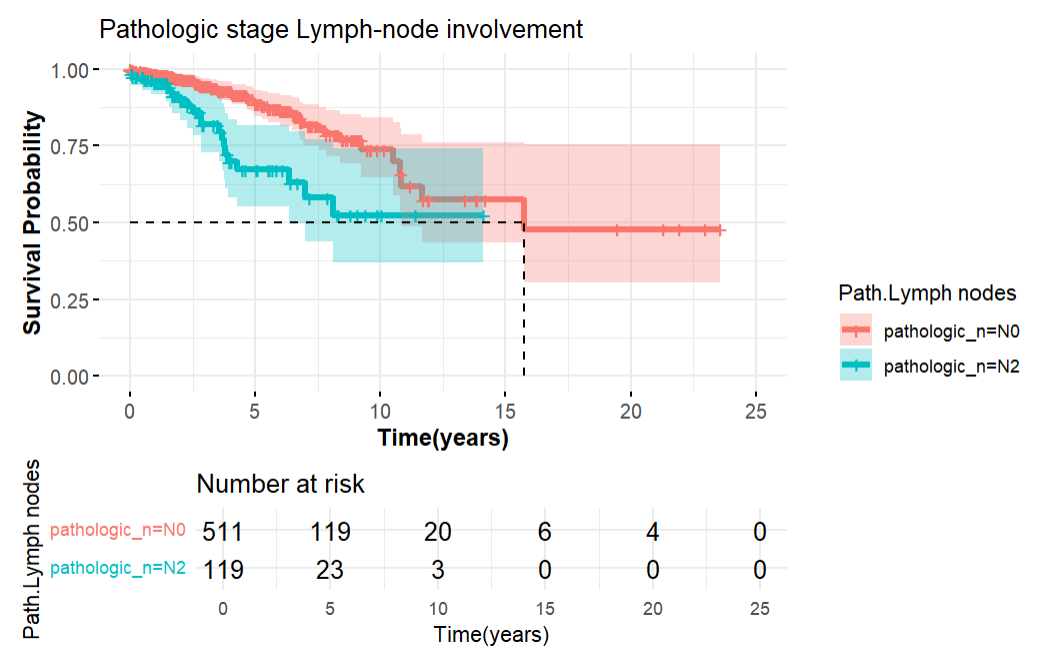 Pathologic stage Lymph-node involvement
Survival Probability
1.00
0.75
0.50
0.25
0.00
0 5 10 15 20 25
Time(years)
Path.Lymph nodes
pathologic_n=N0
pathologic_n=N2
Number at risk
Path.Lymph nodes
pathologic_n=N0 511 119 20 6 4 0
pathologic_n=N2 119 23 3 0 0 0
0 5 10 15 20 25
Time(years)